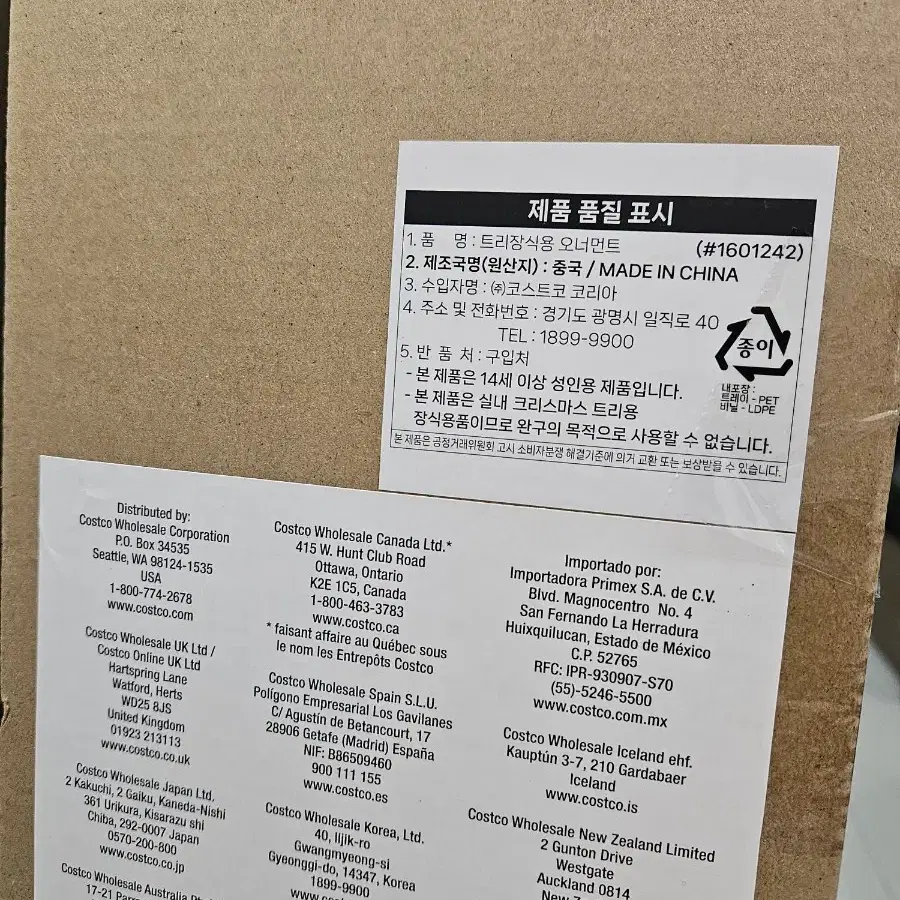 제품 품질 표시
1. 품 명 : 트리장식용 오너먼트 (#1601242)
2. 제조국명(원산지) : 중국 / MADE IN CHINA
3. 수입자명 : ㈜코스트코 코리아
4. 주소 및 전화번호 : 경기도 광명시 일직로 40
TEL : 1899-9900
5. 반 품 처 : 구입처
- 본 제품은 14세 이상 성인용 제품입니다.
- 본 제품은 실내 크리스마스 트리용
장식용품이므로 완구의 목적으로 사용할 수 없습니다.
본 제품은 공정거래위원회 고시 소비자분쟁 해결기준에 의거 교환 또는 보상받을 수 있습니다.
종이
내포장 :
트레이 - PET
비닐 - LDPE
Distributed by:
Costco Wholesale Corporation
P.O. Box 34535
Seattle, WA 98124-1535
USA
1-800-774-2678
www.costco.com
Costco Wholesale UK Ltd /
Costco Online UK Ltd
Hartspring Lane
Watford, Herts
WD25 8JS
United Kingdom
01923 213113
www.costco.co.uk
Costco Wholesale Japan Ltd.
2 Kakuchi, 2 Gaiku, Kaneda-Nishi
361 Urikura, Kisarazu shi
Chiba, 292-0007 Japan
0570-200-800
www.costco.co.jp
Costco Wholesale Australia
17-21
Costco Wholesale Canada Ltd.*
415 W. Hunt Club Road
Ottawa, Ontario
K2E 1C5, Canada
1-800-463-3783
www.costco.ca
* faisant affaire au Québec sous
le nom les Entrepôts Costco
Costco Wholesale Spain S.L.U.
Polígono Empresarial Los Gavilanes
C/ Agustín de Betancourt, 17
28906 Getafe (Madrid) España
NIF: B86509460
900 111 155
www.costco.es
Costco Wholesale Korea, Ltd.
40, Iljik-ro
Gwangmyeong-si
Gyeonggi-do, 14347, Korea
1899-9900
Importado por:
Importadora Primex S.A. de C.V.
Blvd. Magnocentro No. 4
San Fernando La Herradura
Huixquilucan, Estado de México
C.P. 52765
RFC: IPR-930907-S70
(55)-5246-5500
www.costco.com.mx
Costco Wholesale Iceland ehf.
Kauptún 3-7, 210 Gardabaer
Iceland
www.costco.is
Costco Wholesale New Zealand Limited
2 Gunton Drive
Westgate
Auckland 0814
New